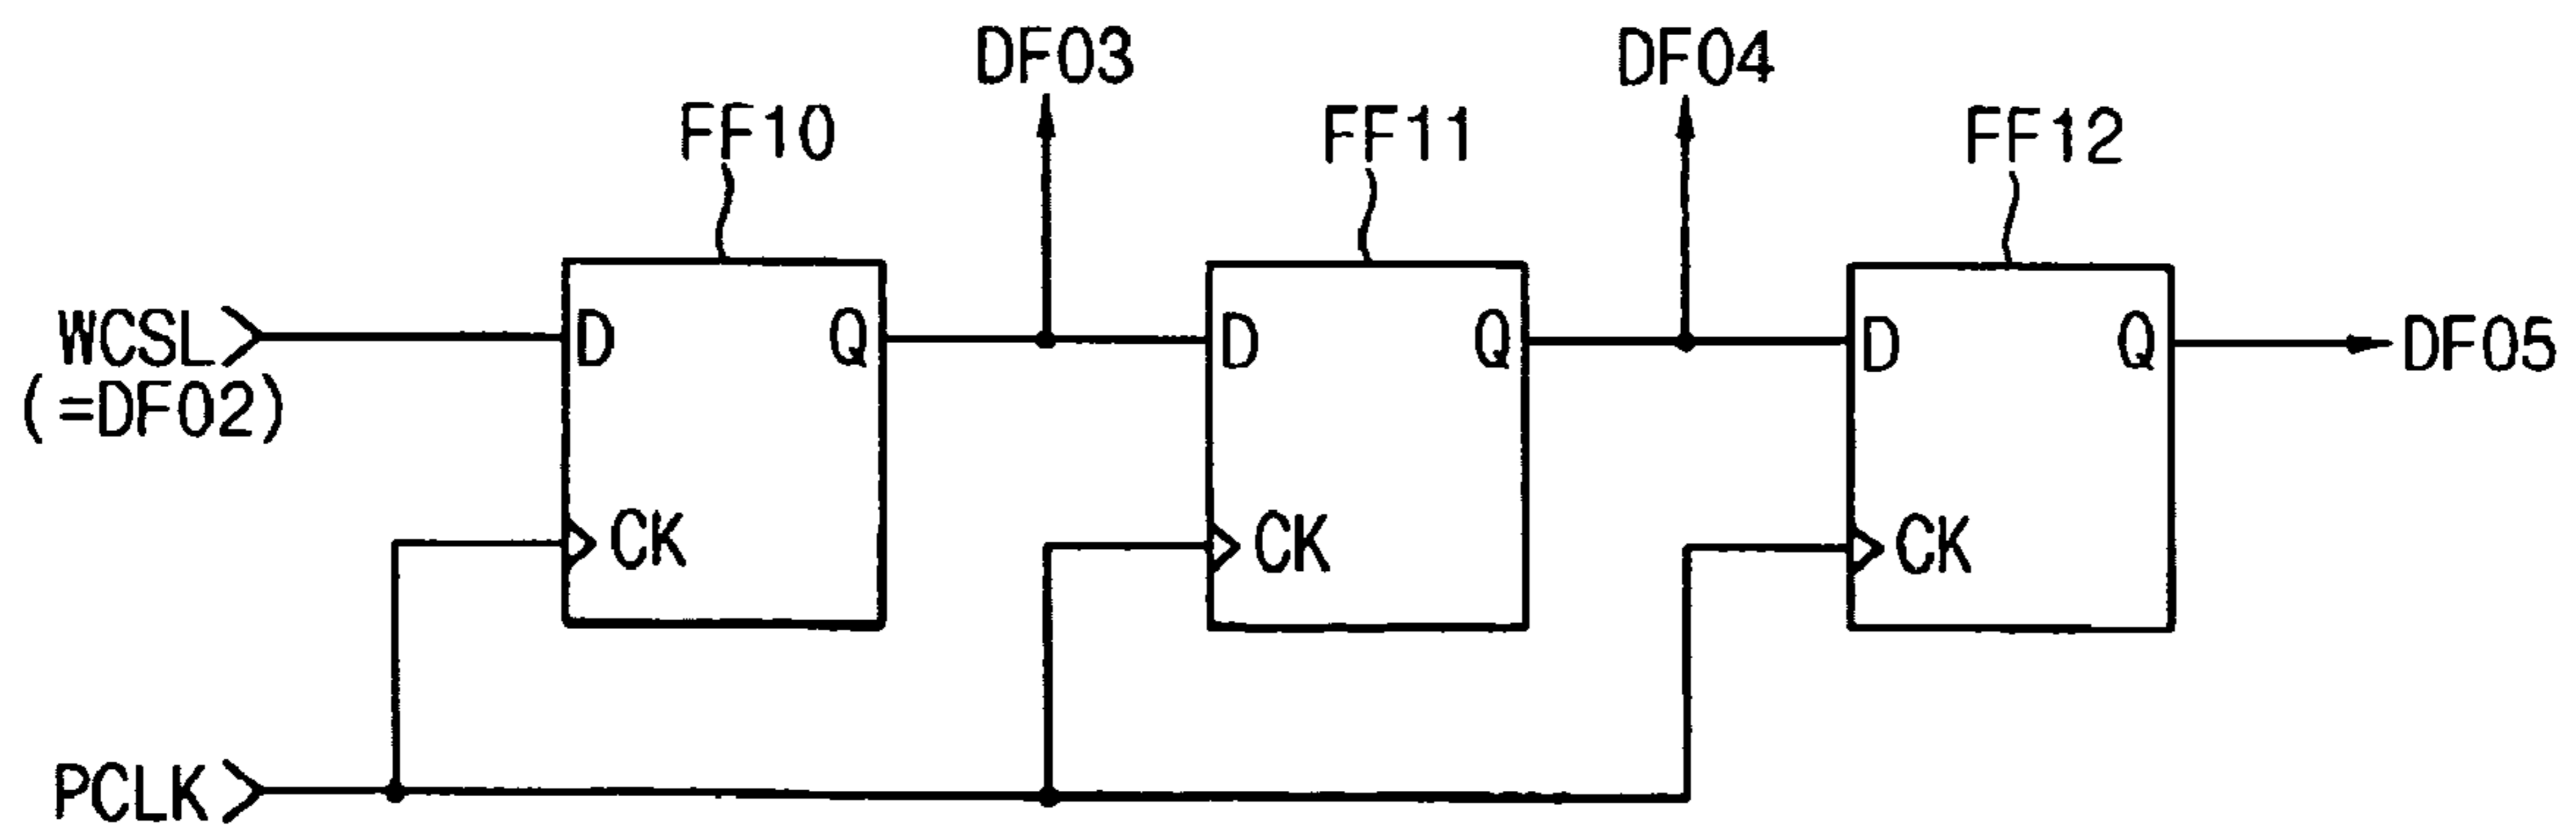 DF03
DF04
FF10
FF11
FF12
WCSL
(=DF02)
D
Q
D
Q
D
Q
DF05
CK
CK
CK
PCLK